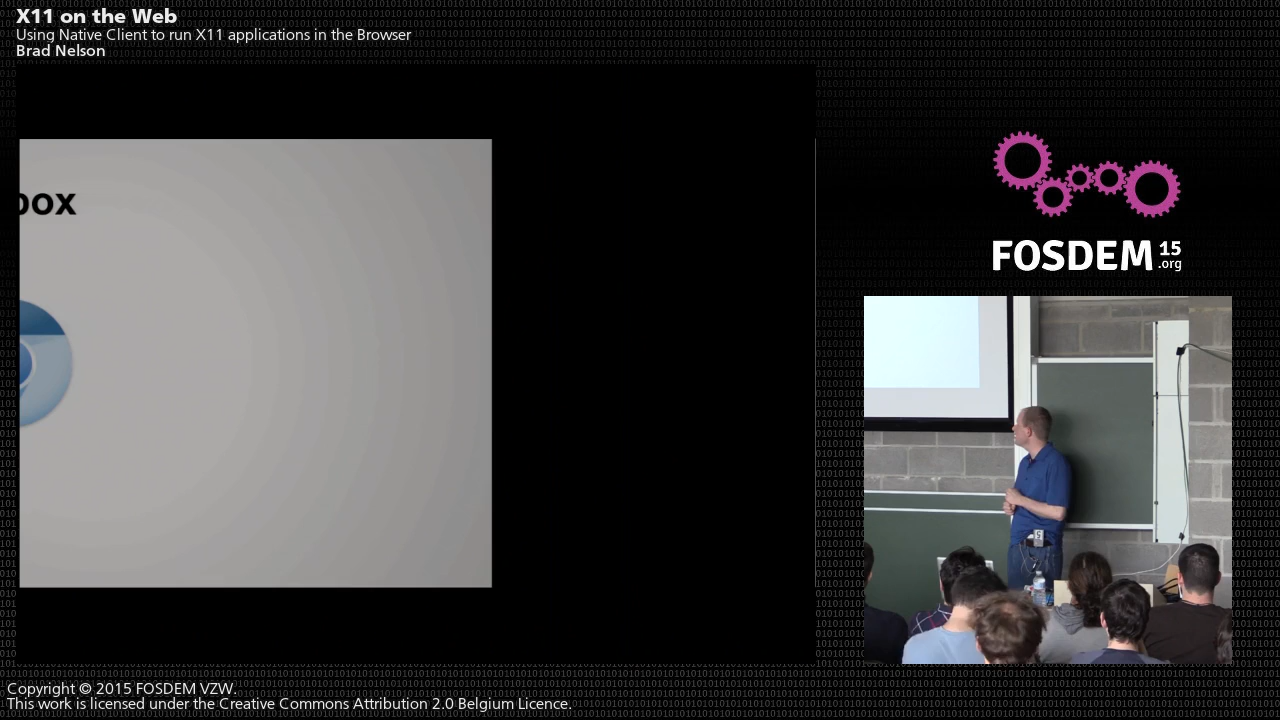 X11 on the Web
Using Native Client to run X11 applications in the Browser
Brad Nelson
box
FOSDEM 15
.org
Copyright © 2015 FOSDEM VZW.
This work is licensed under the Creative Commons Attribution 2.0 Belgium Licence.